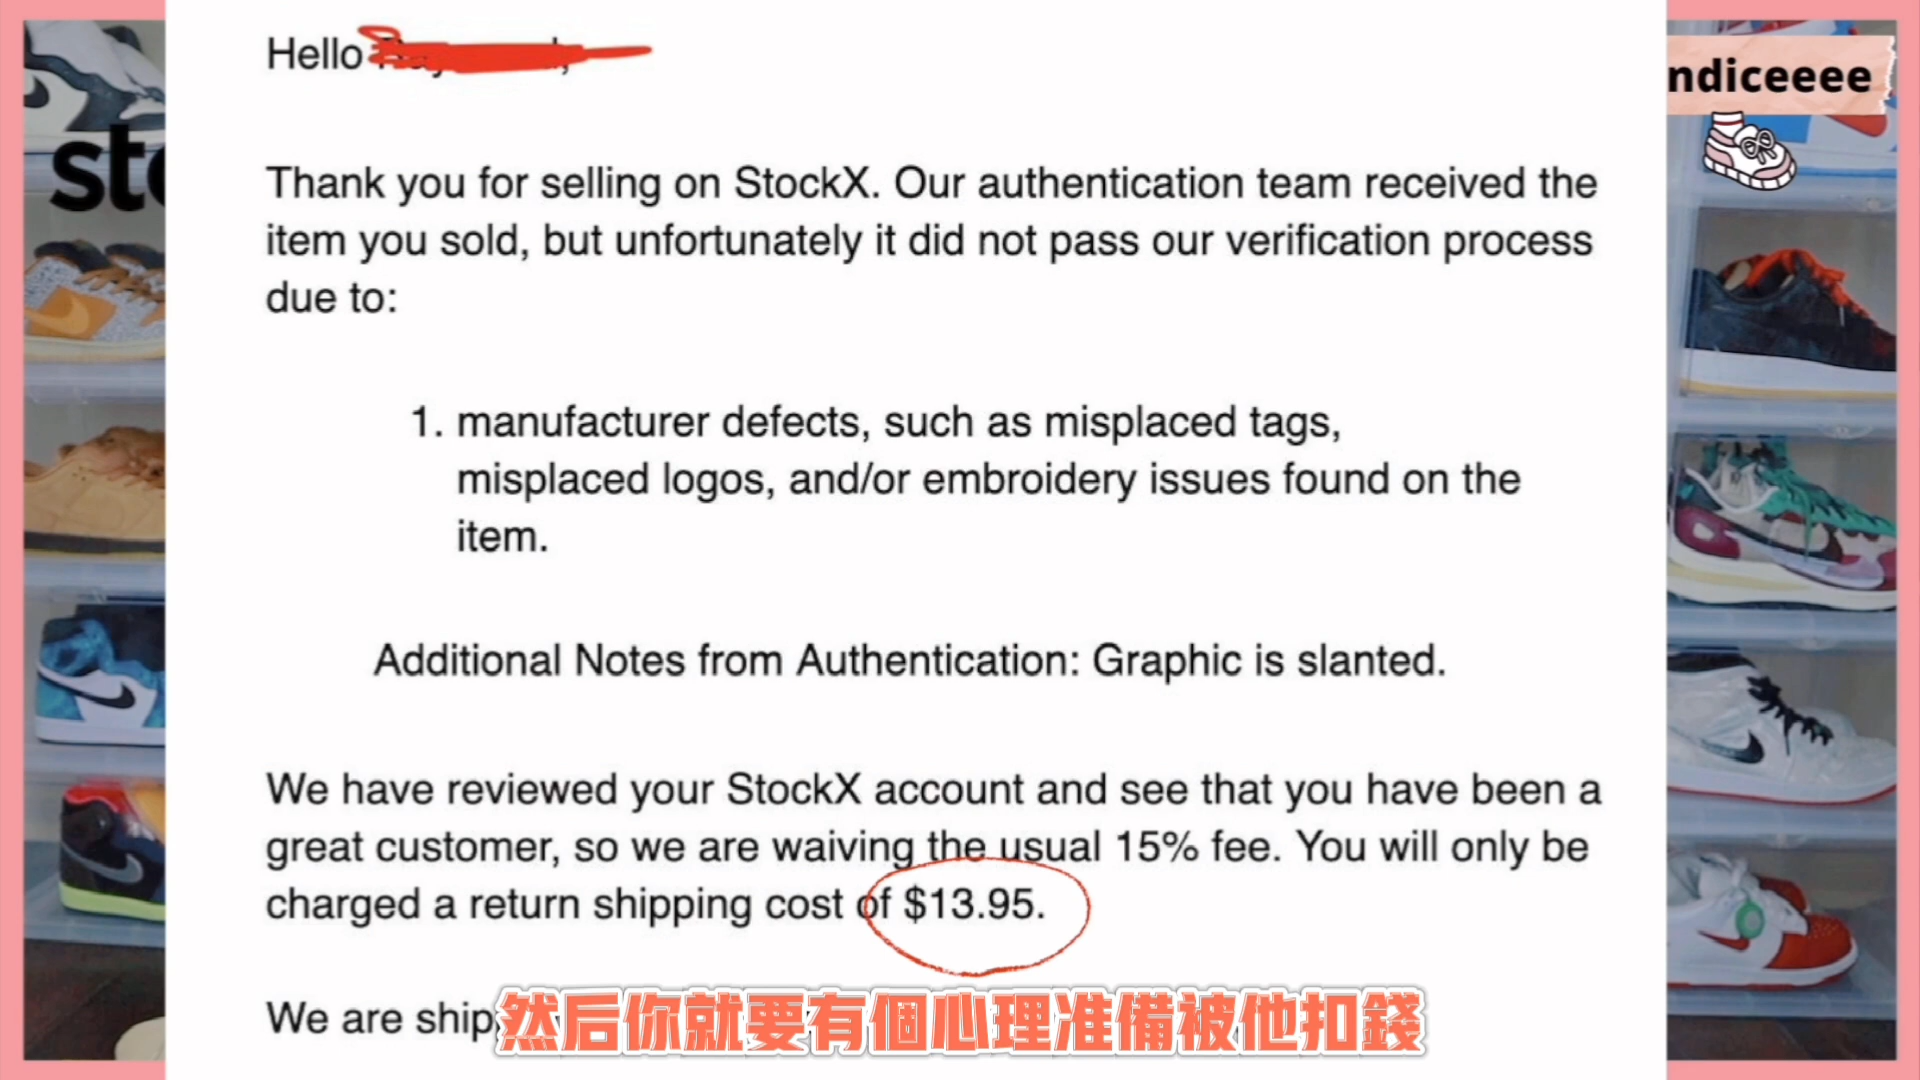 Hello
ndiceeee
sto
Thank you for selling on StockX. Our authentication team received the
item you sold, but unfortunately it did not pass our verification process
due to:
1. manufacturer defects, such as misplaced tags,
misplaced logos, and/or embroidery issues found on the
item.
Additional Notes from Authentication: Graphic is slanted.
We have reviewed your StockX account and see that you have been a
great customer, so we are waiving the usual 15% fee. You will only be
charged a return shipping cost of $13.95.
We are ship
然后你就要有個心理准備被他扣錢